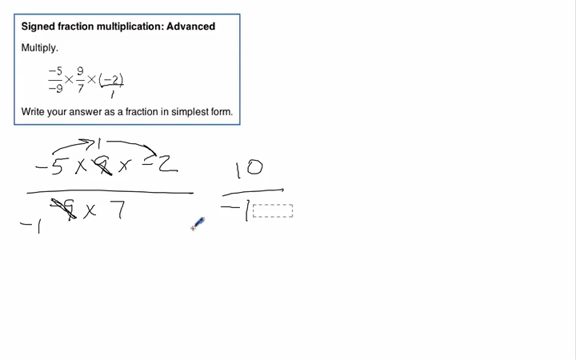 Signed fraction multiplication: Advanced
Multiply.
-5/-9 × 9/7 × (-2)/1
Write your answer as a fraction in simplest form.
1
-5 × 9 × -2
10
-9 × 7
-1
-1